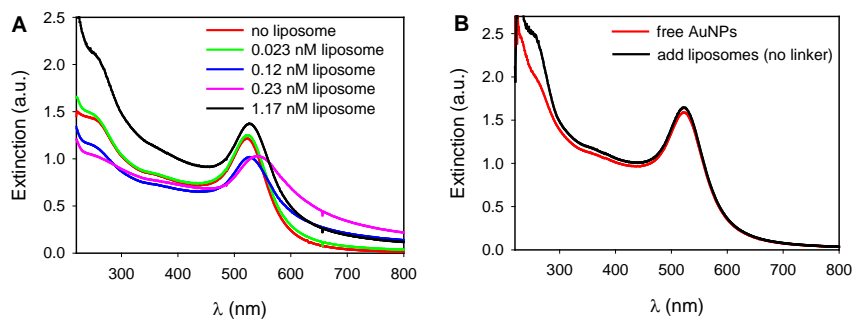 A
no liposome
0.023 nM liposome
0.12 nM liposome
0.23 nM liposome
1.17 nM liposome
Extinction (a.u.)
2.5
2.0
1.5
1.0
0.5
0.0
300 400 500 600 700 800
λ (nm)
B
free AuNPs
add liposomes (no linker)
Extinction (a.u.)
2.5
2.0
1.5
1.0
0.5
0.0
300 400 500 600 700 800
λ (nm)